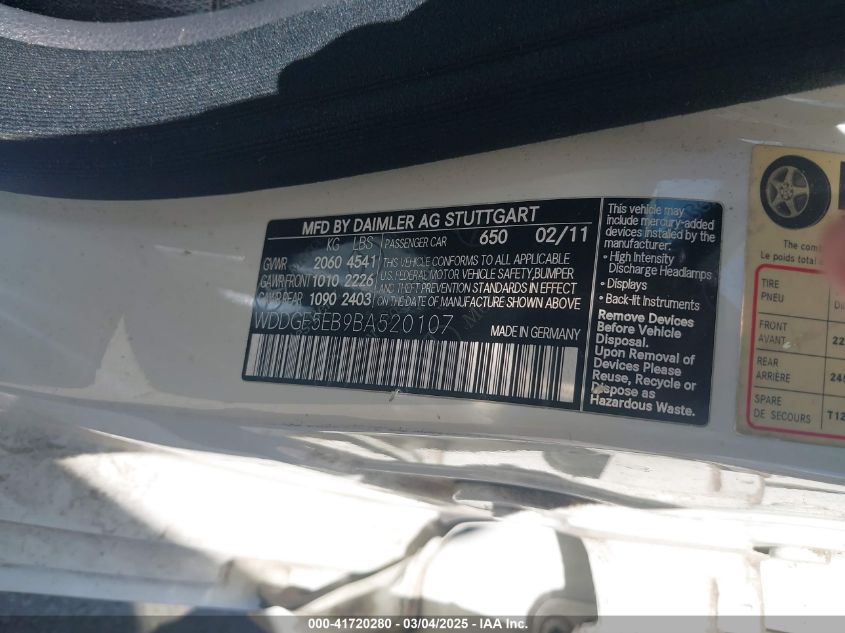 MFD BY DAIMLER AG STUTTGART
KG LBS PASSENGER CAR 650 02/11
GVWR 2060 4541 THIS VEHICLE CONFORMS TO ALL APPLICABLE
GAWR FRONT 1010 2226 U.S. FEDERAL MOTOR VEHICLE SAFETY, BUMPER
GAWR REAR 1090 2403 AND THEFT PREVENTION STANDARDS IN EFFECT
ON THE DATE OF MANUFACTURE SHOWN ABOVE
WDDGF5EB9BA520107
MADE IN GERMANY
This vehicle may
include mercury-added
devices installed by the
manufacturer:
• High Intensity
Discharge Headlamps
• Displays
• Back-lit Instruments
Remove Devices
Before Vehicle
Disposal.
Upon Removal of
Devices Please
Reuse, Recycle or
Dispose as
Hazardous Waste.
The
Le poids total
TIRE
PNEU
FRONT
AVANT
REAR
ARRIÈRE
SPARE
DE SECOURS
000-41720280 - 03/04/2025 - IAA Inc.